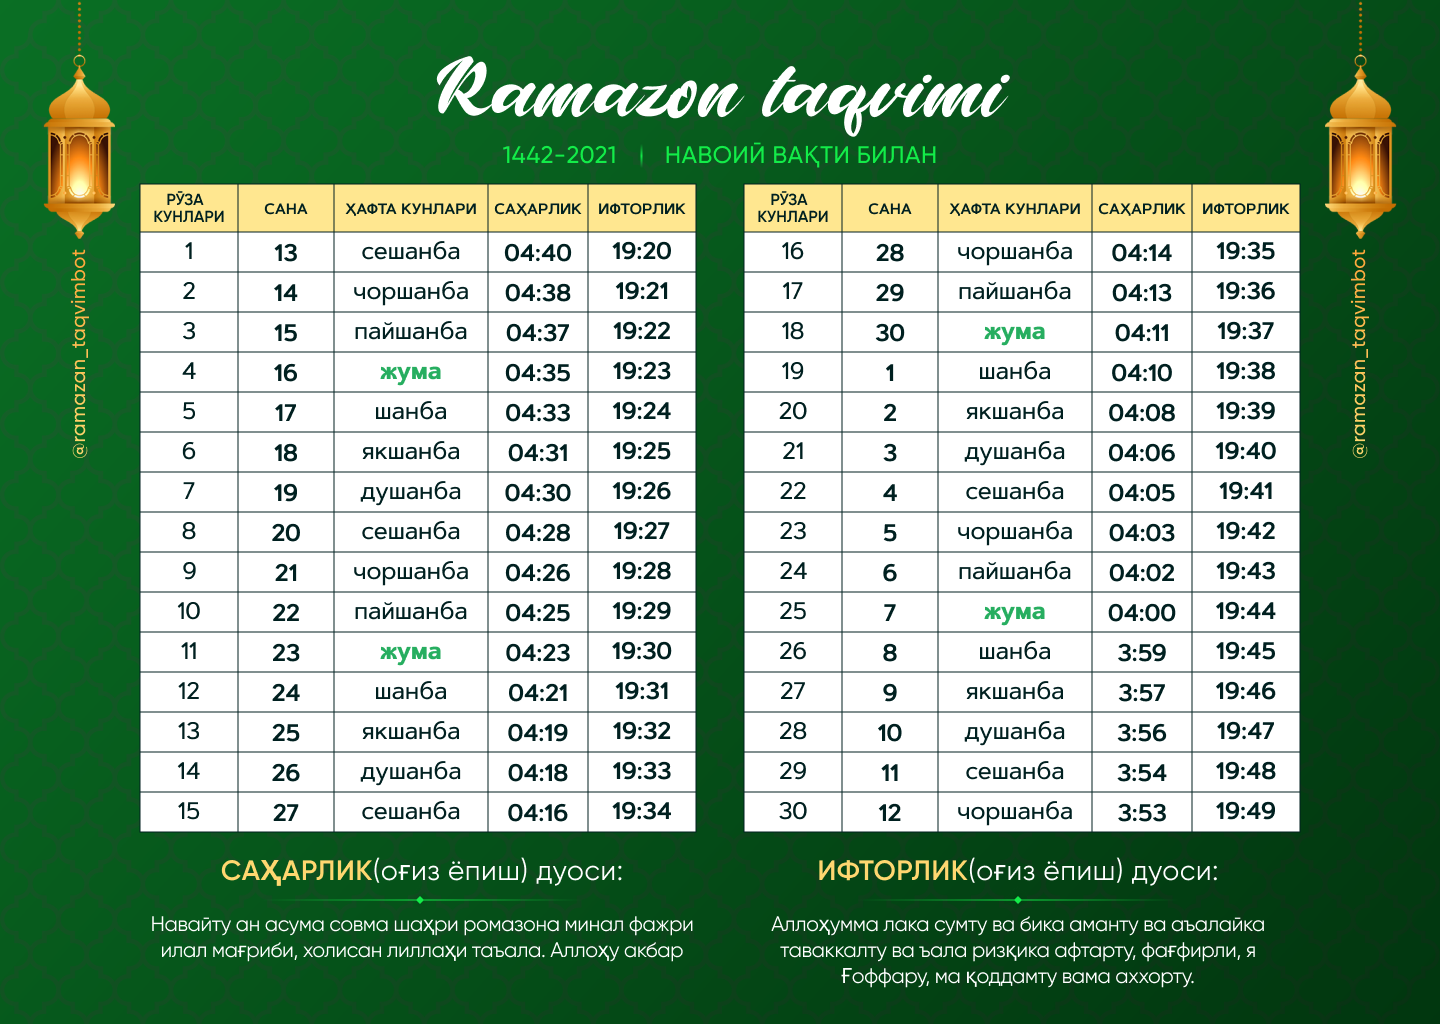 Ramazon taqvimi
1442-2021 | НАВОИЙ ВАҚТИ БИЛАН
@ramazan_taqvimbot
РЎЗА КУНЛАРИ САНА ҲАФТА КУНЛАРИ САҲАРЛИК ИФТОРЛИК
1 13 сешанба 04:40 19:20
2 14 чоршанба 04:38 19:21
3 15 пайшанба 04:37 19:22
4 16 жума 04:35 19:23
5 17 шанба 04:33 19:24
6 18 якшанба 04:31 19:25
7 19 душанба 04:30 19:26
8 20 сешанба 04:28 19:27
9 21 чоршанба 04:26 19:28
10 22 пайшанба 04:25 19:29
11 23 жума 04:23 19:30
12 24 шанба 04:21 19:31
13 25 якшанба 04:19 19:32
14 26 душанба 04:18 19:33
15 27 сешанба 04:16 19:34
РЎЗА КУНЛАРИ САНА ҲАФТА КУНЛАРИ САҲАРЛИК ИФТОРЛИК
16 28 чоршанба 04:14 19:35
17 29 пайшанба 04:13 19:36
18 30 жума 04:11 19:37
19 1 шанба 04:10 19:38
20 2 якшанба 04:08 19:39
21 3 душанба 04:06 19:40
22 4 сешанба 04:05 19:41
23 5 чоршанба 04:03 19:42
24 6 пайшанба 04:02 19:43
25 7 жума 04:00 19:44
26 8 шанба 3:59 19:45
27 9 якшанба 3:57 19:46
28 10 душанба 3:56 19:47
29 11 сешанба 3:54 19:48
30 12 чоршанба 3:53 19:49
@ramazan_taqvimbot
САҲАРЛИК(оғиз ёпиш) дуоси:
Навайту ан асума совма шаҳри ромазона минал фажри
илал мағриби, холисан лиллаҳи таъала. Аллоҳу акбар
ИФТОРЛИК(оғиз ёпиш) дуоси:
Аллоҳумма лака сумту ва бика аманту ва аъалайка
таваккалту ва ъала ризқика афтарту, фағфирли, я
Ғоффару, ма қоддамту вама аххорту.